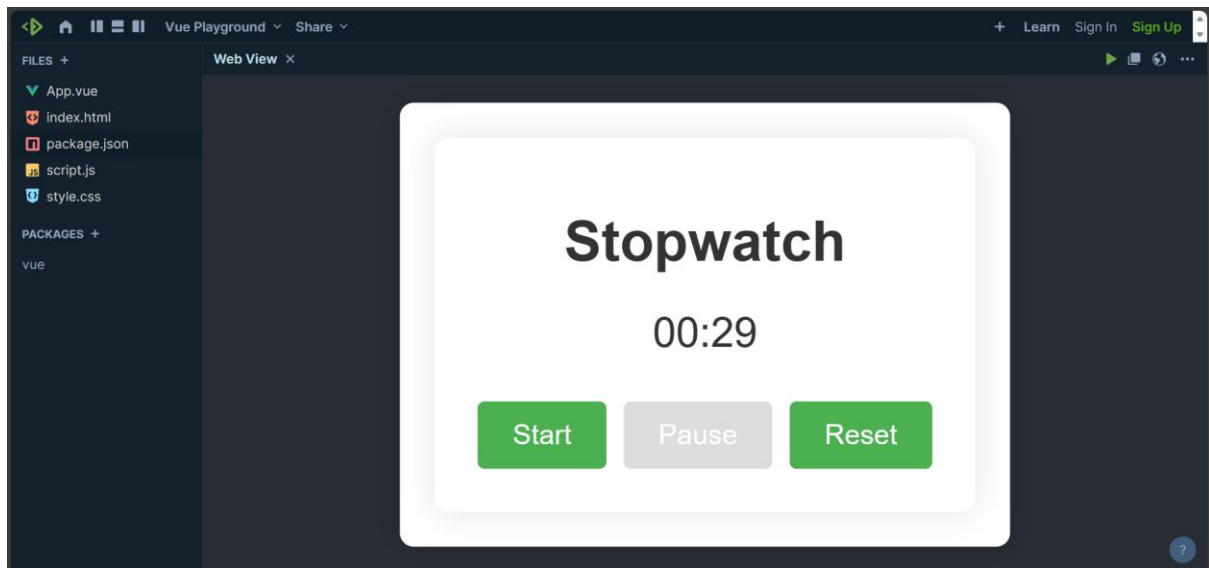 Vue Playground Share + Learn Sign In Sign Up
FILES +
Web View ×
App.vue
index.html
package.json
script.js
style.css
PACKAGES +
vue
Stopwatch
00:29
Start Pause Reset
?